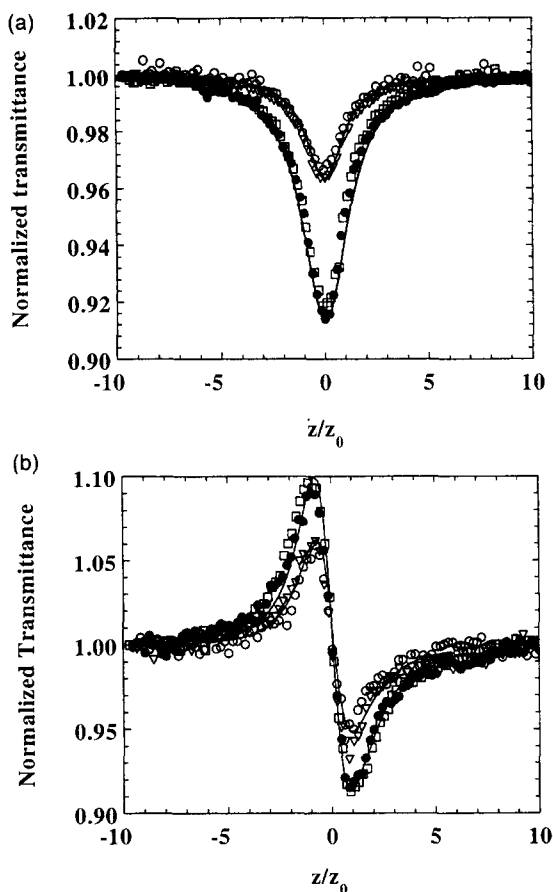 (a)
1.02
1.00
0.98
0.96
0.94
0.92
0.90
Normalized transmittance
-10 -5 0 5 10
z/z0
(b)
1.10
1.05
1.00
0.95
0.90
Normalized Transmittance
-10 -5 0 5 10
z/z0